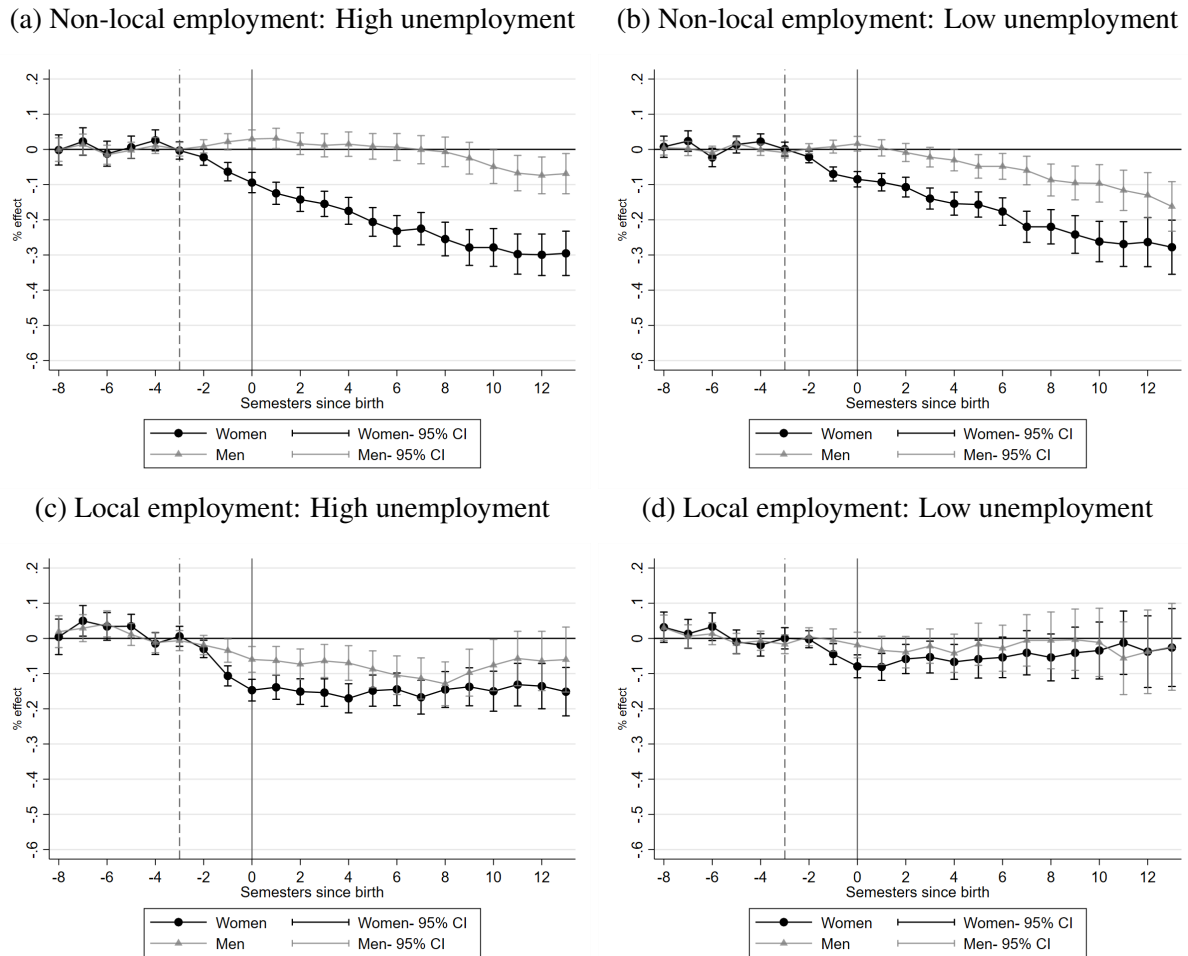 (a) Non-local employment: High unemployment
(b) Non-local employment: Low unemployment
% effect
.2
.1
0
-.1
-.2
-.3
-.4
-.5
-.6
-8 -6 -4 -2 0 2 4 6 8 10 12
Semesters since birth
Women Women- 95% CI
Men Men- 95% CI
% effect
.2
.1
0
-.1
-.2
-.3
-.4
-.5
-.6
-8 -6 -4 -2 0 2 4 6 8 10 12
Semesters since birth
Women Women- 95% CI
Men Men- 95% CI
(c) Local employment: High unemployment
(d) Local employment: Low unemployment
% effect
.2
.1
0
-.1
-.2
-.3
-.4
-.5
-.6
-8 -6 -4 -2 0 2 4 6 8 10 12
Semesters since birth
Women Women- 95% CI
Men Men- 95% CI
% effect
.2
.1
0
-.1
-.2
-.3
-.4
-.5
-.6
-8 -6 -4 -2 0 2 4 6 8 10 12
Semesters since birth
Women Women- 95% CI
Men Men- 95% CI